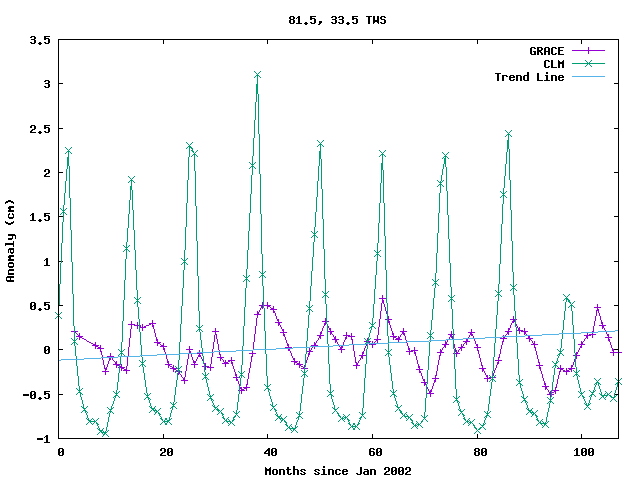 81.5, 33.5 TWS
GRACE
CLM
Trend Line
3.5
3
2.5
2
1.5
1
0.5
0
-0.5
-1
Anomaly (cm)
0 20 40 60 80 100
Months since Jan 2002